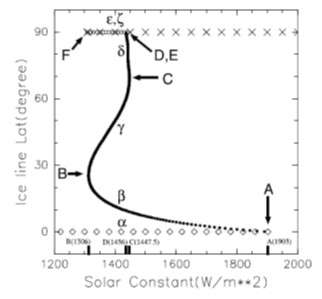 ε,ζ
90
F
δ
D,E
C
60
γ
B
30
A
β
α
0
B(1306)
D(1436)
C(1447.5)
A(1905)
1200
1400
1600
1800
2000
Ice line Lat(degree)
Solar Constant(W/m**2)